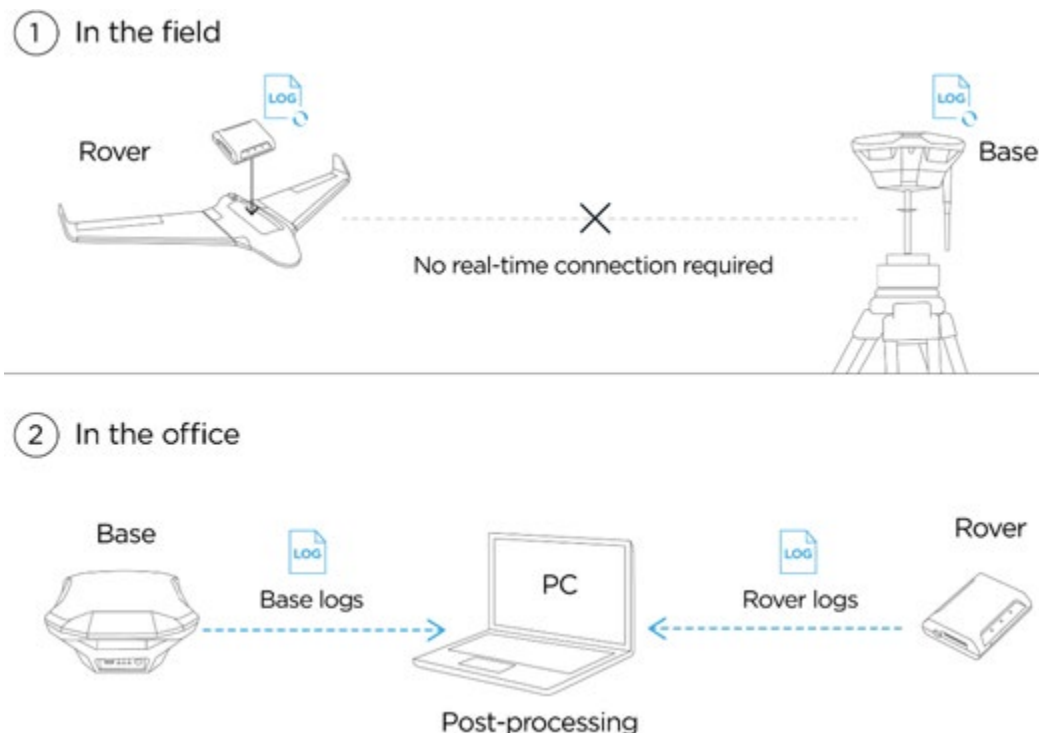 1 In the field
LOG
LOG
Rover
Base
No real-time connection required
2 In the office
Base
LOG
Base logs
PC
LOG
Rover logs
Rover
Post-processing